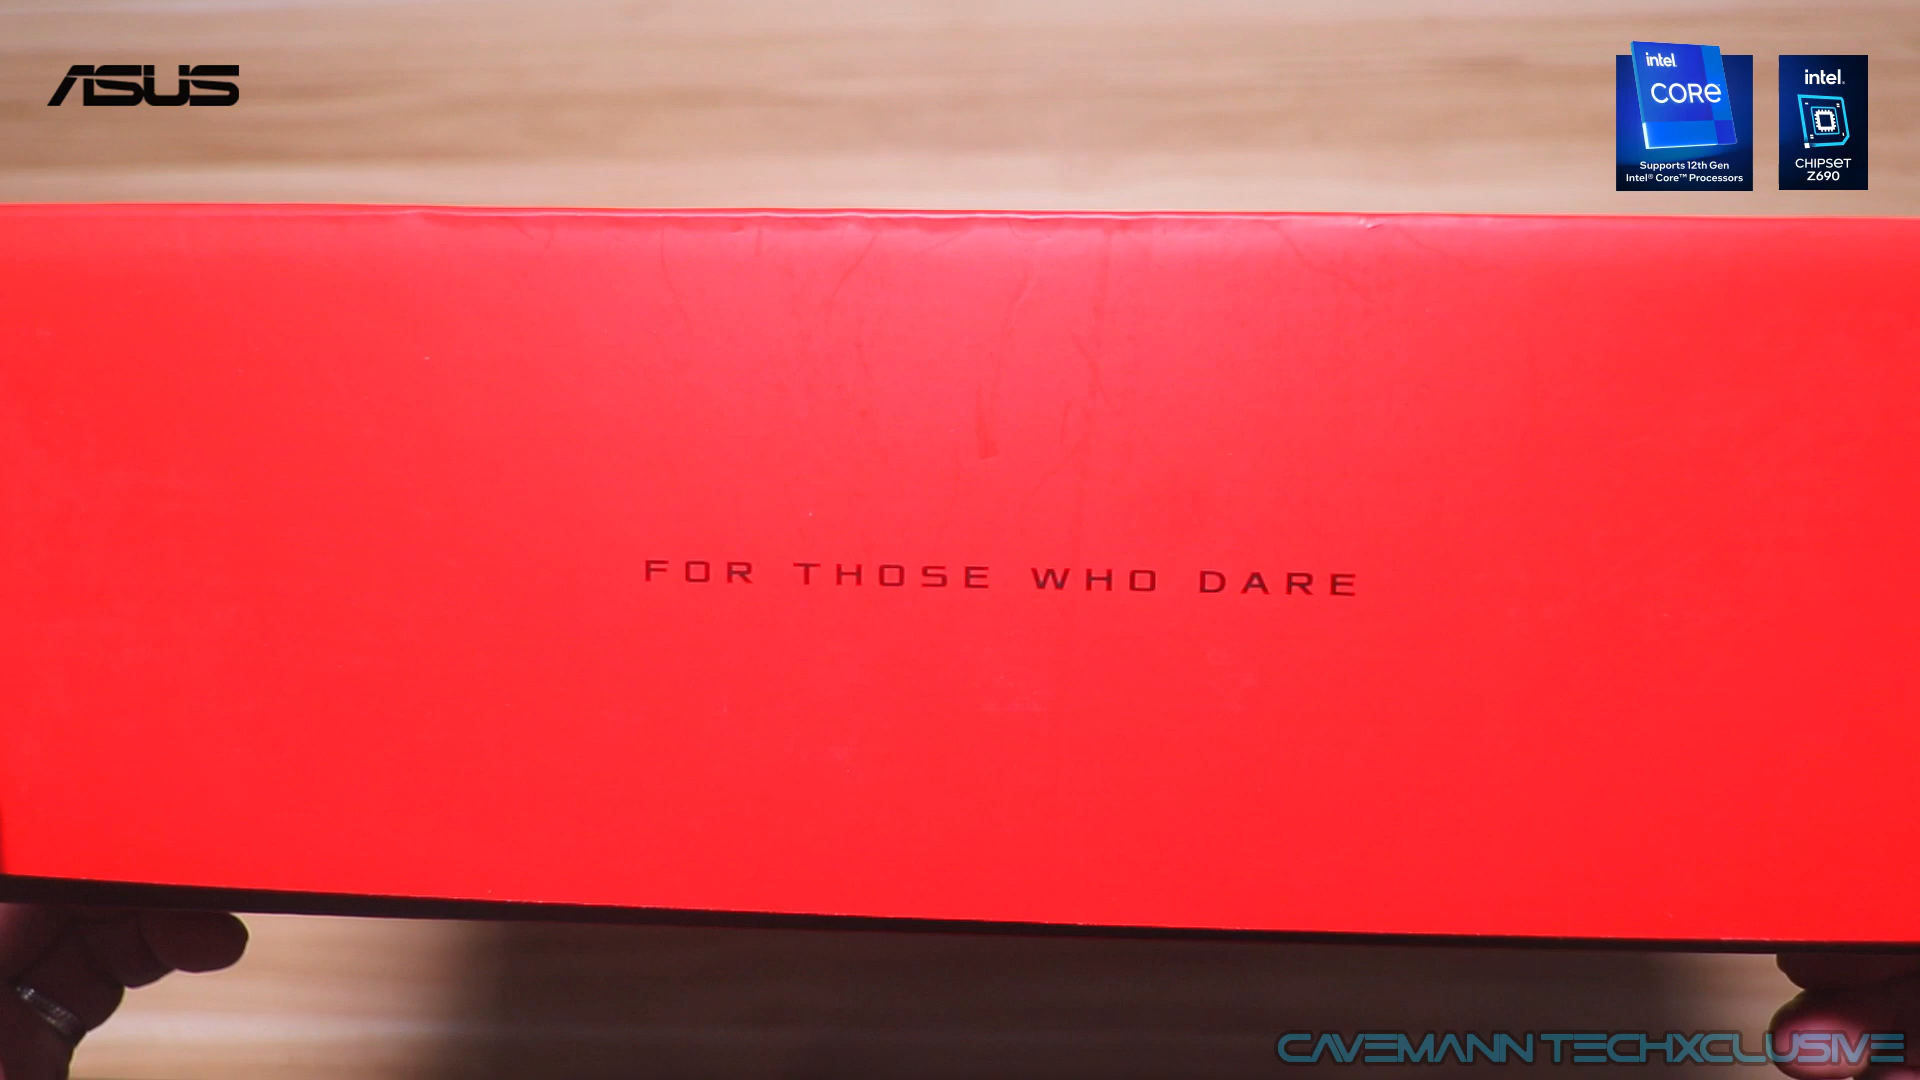 ASUS
intel.
CORE
Supports 12th Gen
Intel® Core™ Processors
intel.
CHIPSET
Z690
FOR THOSE WHO DARE
CAVEMANN TECHXCLUSIVE